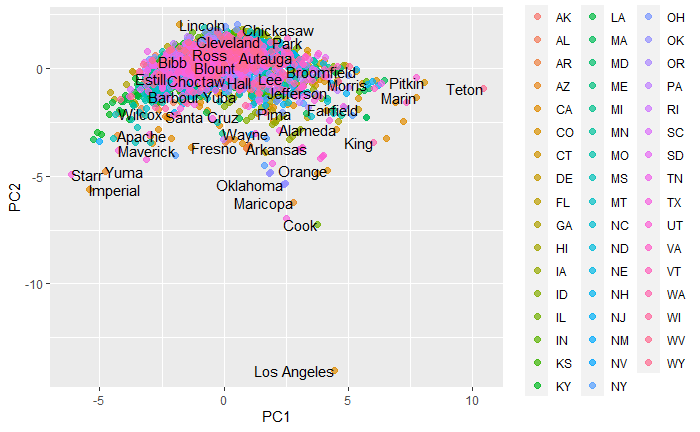 Lincoln
Chickasaw
Cleveland
Park
Ross
Autauga
Bibb
Blount
Broomfield
Estill
Choctaw
Hall
Lee
Morris
Pitkin
Teton
Barbour
Yuba
Jefferson
Marin
Wilcox
Santa Cruz
Pima
Fairfield
Apache
Wayne
Alameda
Maverick
Fresno
Arkansas
King
Starr
Yuma
Orange
Imperial
Oklahoma
Maricopa
Cook
Los Angeles
0
-5
-10
PC2
-5
0
5
10
PC1
AK
AL
AR
AZ
CA
CO
CT
DE
FL
GA
HI
IA
ID
IL
IN
KS
KY
LA
MA
MD
ME
MI
MN
MO
MS
MT
NC
ND
NE
NH
NJ
NM
NV
NY
OH
OK
OR
PA
RI
SC
SD
TN
TX
UT
VA
VT
WA
WI
WV
WY